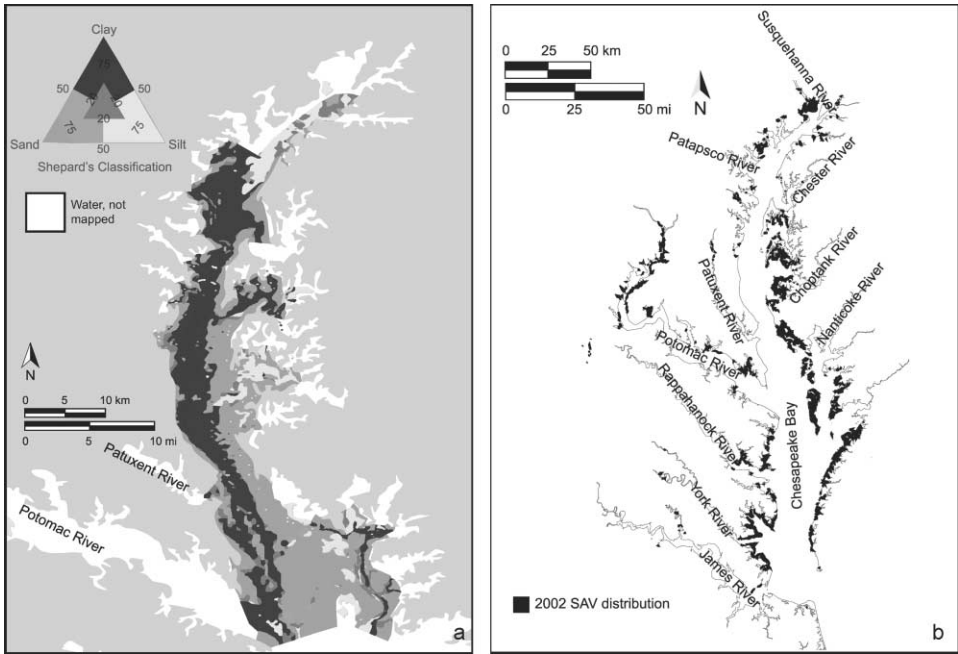 Clay
75
50
50
20
20
20
75
75
Sand
50
Silt
Shepard's Classification
Water, not
mapped
N
0 5 10 km
0 5 10 mi
Patuxent River
Potomac River
a
0 25 50 km
0 25 50 mi
N
Susquehanna River
Patapsco River
Chester River
Choptank River
Nanticoke River
Patuxent River
Potomac River
Rappahanock River
Chesapeake Bay
York River
James River
2002 SAV distribution
b